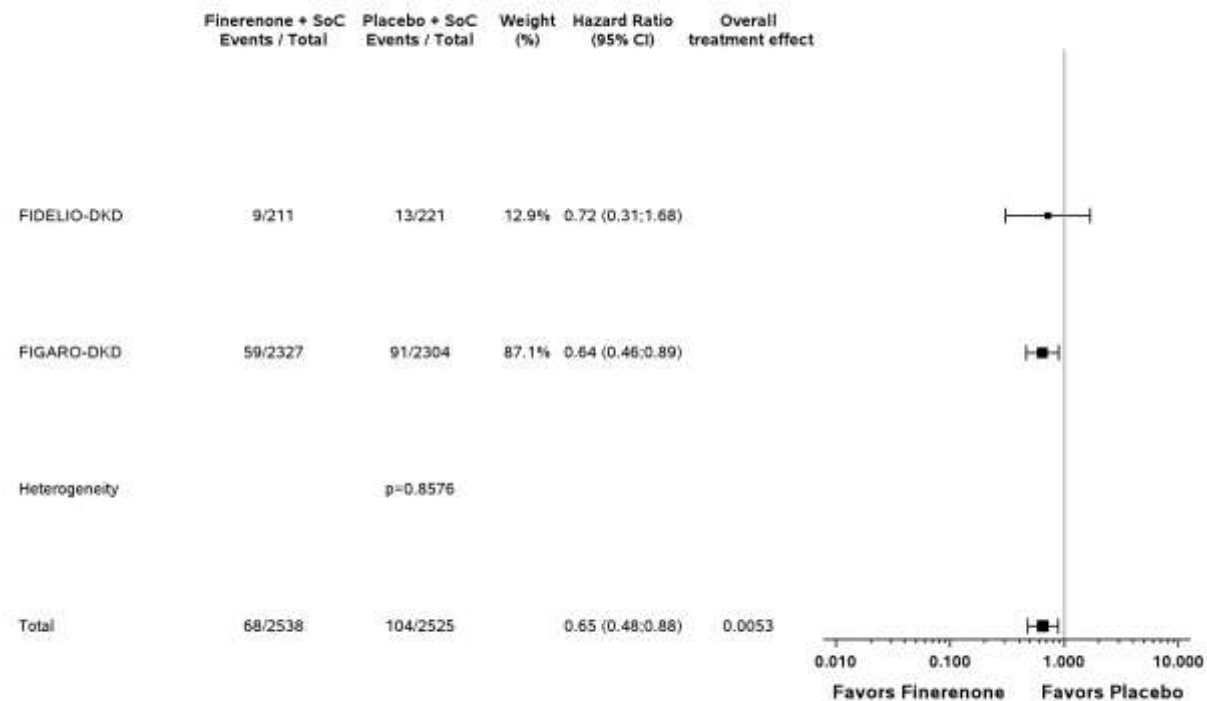 Finerenone + SoC Placebo + SoC Weight Hazard Ratio Overall
Events / Total Events / Total (%) (95% CI) treatment effect
FIDELIO-DKD 9/211 13/221 12.9% 0.72 (0.31;1.68)
FIGARO-DKD 59/2327 91/2304 87.1% 0.64 (0.46;0.89)
Heterogeneity p=0.8576
Total 68/2538 104/2525 0.65 (0.48;0.88) 0.0053
0.010 0.100 1.000 10.000
Favors Finerenone Favors Placebo